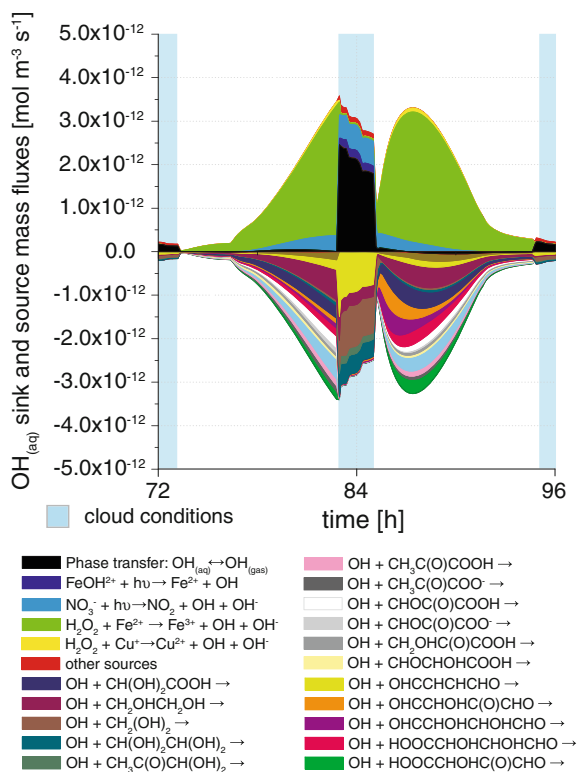 5.0x10⁻¹²
4.0x10⁻¹²
3.0x10⁻¹²
2.0x10⁻¹²
1.0x10⁻¹²
0.0
-1.0x10⁻¹²
-2.0x10⁻¹²
-3.0x10⁻¹²
-4.0x10⁻¹²
-5.0x10⁻¹²
OH₍aq₎ sink and source mass fluxes [mol m⁻³ s⁻¹]
72 84 96
cloud conditions time [h]
Phase transfer: OH₍aq₎↔OH₍gas₎
FeOH²⁺ + hυ→ Fe²⁺ + OH
NO₃⁻ + hυ→NO₂ + OH + OH⁻
H₂O₂ + Fe²⁺ → Fe³⁺ + OH + OH⁻
H₂O₂ + Cu⁺→Cu²⁺ + OH + OH⁻
other sources
OH + CH(OH)₂COOH →
OH + CH₂OHCH₂OH →
OH + CH₂(OH)₂ →
OH + CH(OH)₂CH(OH)₂ →
OH + CH₃C(O)CH(OH)₂ →
OH + CH₃C(O)COOH →
OH + CH₃C(O)COO⁻ →
OH + CHOC(O)COOH →
OH + CHOC(O)COO⁻ →
OH + CH₂OHC(O)COOH →
OH + CHOCHOHCOOH →
OH + OHCCHCHCHO →
OH + OHCCHOHC(O)CHO →
OH + OHCCHOHCHOHCHO →
OH + HOOCCHOHCHOHCHO →
OH + HOOCCHOHC(O)CHO →